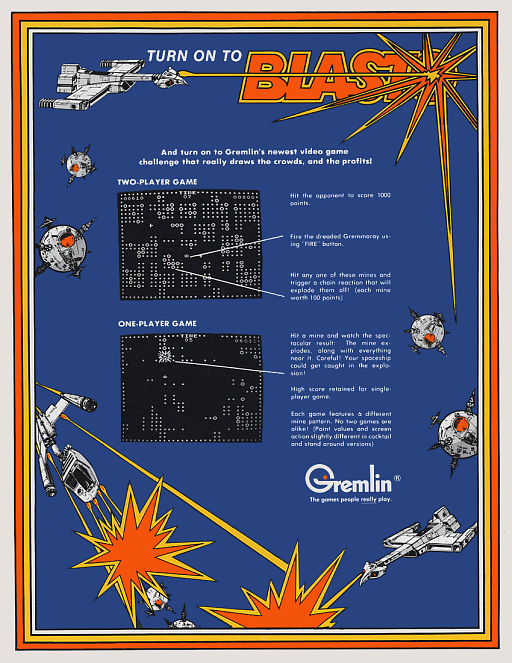 TURN ON TO
BLASTO
And turn on to Gremlin's newest video game
challenge that really draws the crowds, and the profits!
TWO-PLAYER GAME
TIME
07
Hit the opponent to score 1000
points.
Fire the dreaded Gremmaray us-
ing "FIRE" button.
Hit any one of these mines and
trigger a chain reaction that will
explode them all! (each mine
worth 100 points)
ONE-PLAYER GAME
TIME
05
Hit a mine and watch the spec-
tacular result: The mine ex-
plodes, along with everything
near it. Careful! Your spaceship
could get caught in the explo-
sion!
High score retained for single-
player game.
Each game features a different
mine pattern. No two games are
alike! (Point values and screen
action slightly different in cocktail
and stand around versions)
Gremlin®
The games people really play.